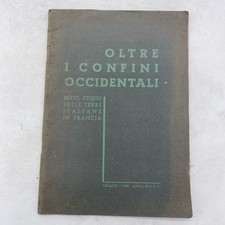 OLTRE
I CONFINI
OCCIDENTALI
BREVE STUDIO
SULLE TERRE
ITALIANE
IN FRANCIA